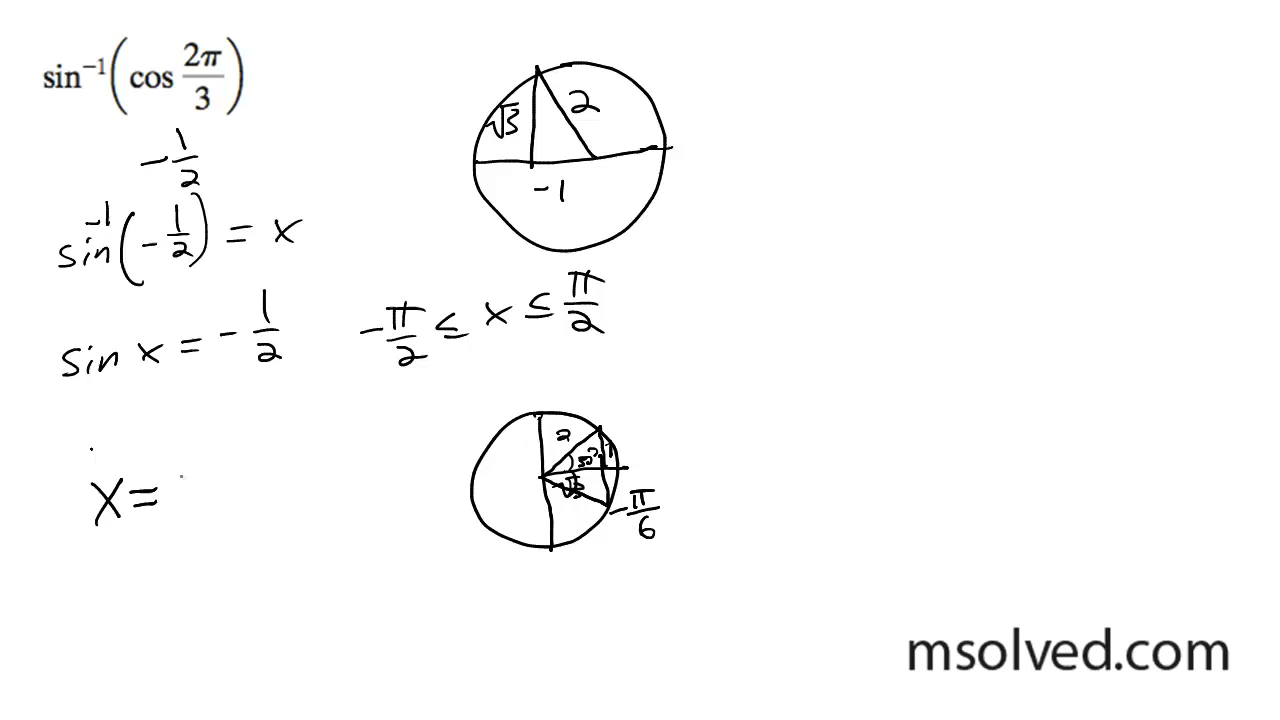 sin⁻¹(cos 2π/3)
-1/2
sin⁻¹(-1/2) = x
sin x = -1/2    -π/2 ≤ x ≤ π/2
x =
√3 2
-1
2 1
√3
-π/6
msolved.com